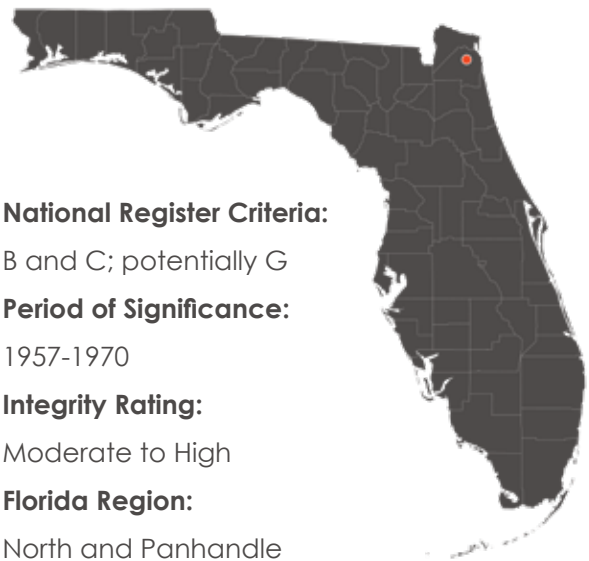 National Register Criteria:
B and C; potentially G
Period of Significance:
1957-1970
Integrity Rating:
Moderate to High
Florida Region:
North and Panhandle